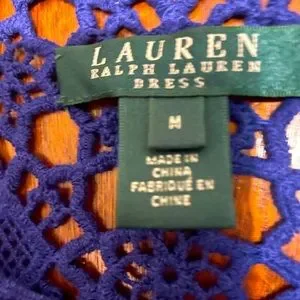 LAUREN
RALPH LAUREN
DRESS
M
MADE IN
CHINA
FABRIQUÉ EN
CHINE